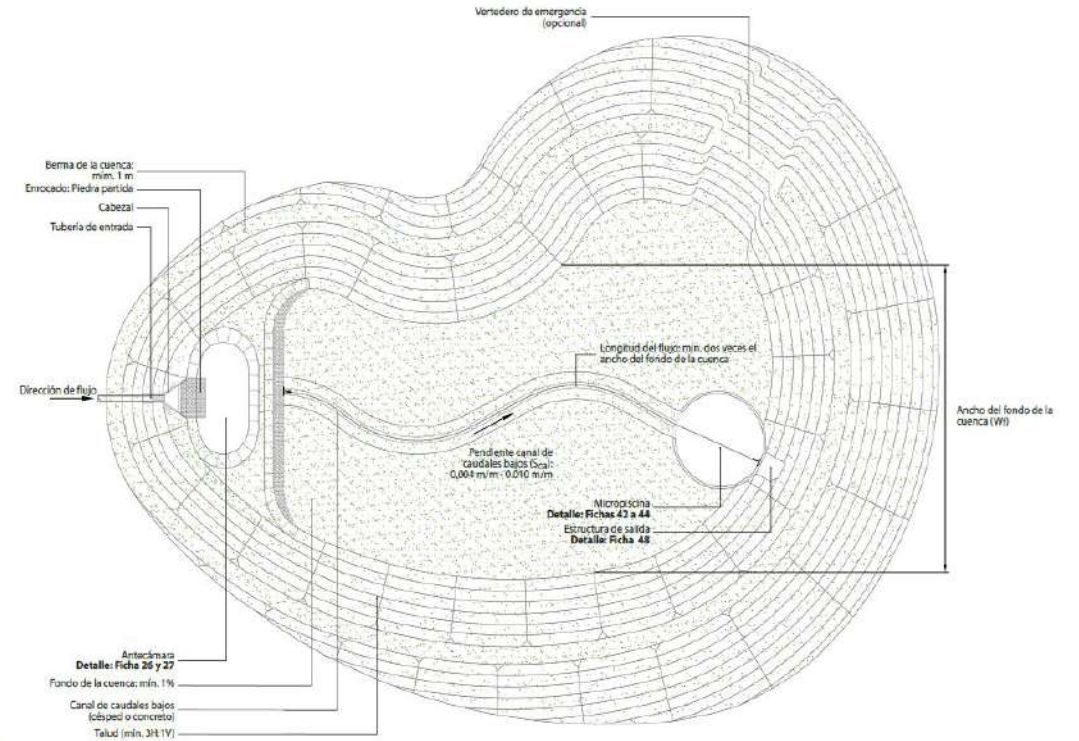 Vertedero de emergencia
(opcional)
Berma de la cuenca:
mím. 1 m
Enrocado: Piedra partida
Cabezal
Tubería de entrada
Dirección de flujo
Longitud del flujo: min. dos veces el
ancho del fondo de la cuenca
Ancho del fondo de la
cuenca (Wf)
Pendiente canal de
caudales bajos (Scal):
0,004 m/m - 0,010 m/m
Micropiscina
Detalle: Fichas 42 a 44
Estructura de salida
Detalle: Ficha 48
Antecámara
Detalle: Ficha 26 y 27
Fondo de la cuenca: mín. 1%
Canal de caudales bajos
(césped o concreto)
Talud (mín. 3H:1V)